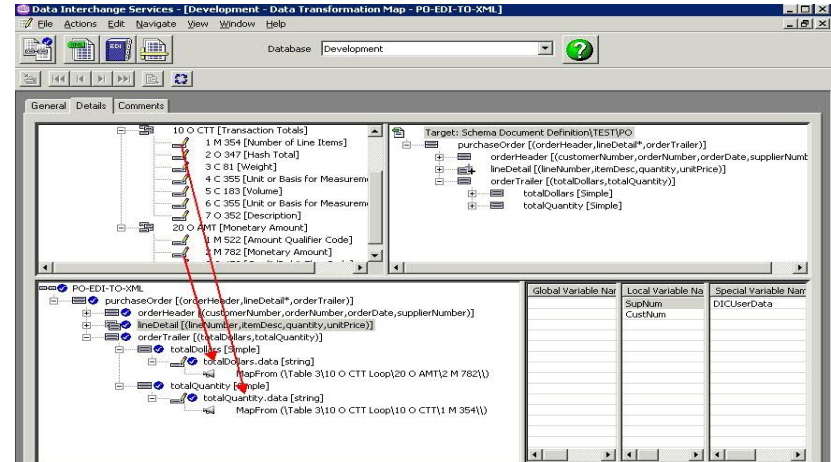 Data Interchange Services - [Development - Data Transformation Map - PO-EDI-TO-XML]
File Actions Edit Navigate View Window Help
EDI
Database Development
General Details Comments
10 O CTT [Transaction Totals]
1 M 354 [Number of Line Items]
2 O 347 [Hash Total]
3 C 81 [Weight]
4 C 355 [Unit or Basis for Measurem
5 C 183 [Volume]
6 C 355 [Unit or Basis for Measurem
7 O 352 [Description]
20 O AMT [Monetary Amount]
1 M 522 [Amount Qualifier Code]
2 M 782 [Monetary Amount]
Target: Schema Document Definition\TEST\PO
purchaseOrder [(orderHeader,lineDetail*,orderTrailer)]
orderHeader [(customerNumber,orderNumber,orderDate,supplierNumb
lineDetail [(lineNumber,itemDesc,quantity,unitPrice)]
orderTrailer [(totalDollars,totalQuantity)]
totalDollars [Simple]
totalQuantity [Simple]
PO-EDI-TO-XML
purchaseOrder [(orderHeader,lineDetail*,orderTrailer)]
orderHeader [(customerNumber,orderNumber,orderDate,supplierNumber)]
lineDetail [(lineNumber,itemDesc,quantity,unitPrice)]
orderTrailer [(totalDollars,totalQuantity)]
totalDollars [Simple]
totalDollars.data [string]
MapFrom (\Table 3\10 O CTT Loop\20 O AMT\2 M 782\\)
totalQuantity [Simple]
totalQuantity.data [string]
MapFrom (\Table 3\10 O CTT Loop\10 O CTT\1 M 354\\)
Global Variable Nar
Local Variable Na
SupNum
CustNum
Special Variable Nam
DICUserData